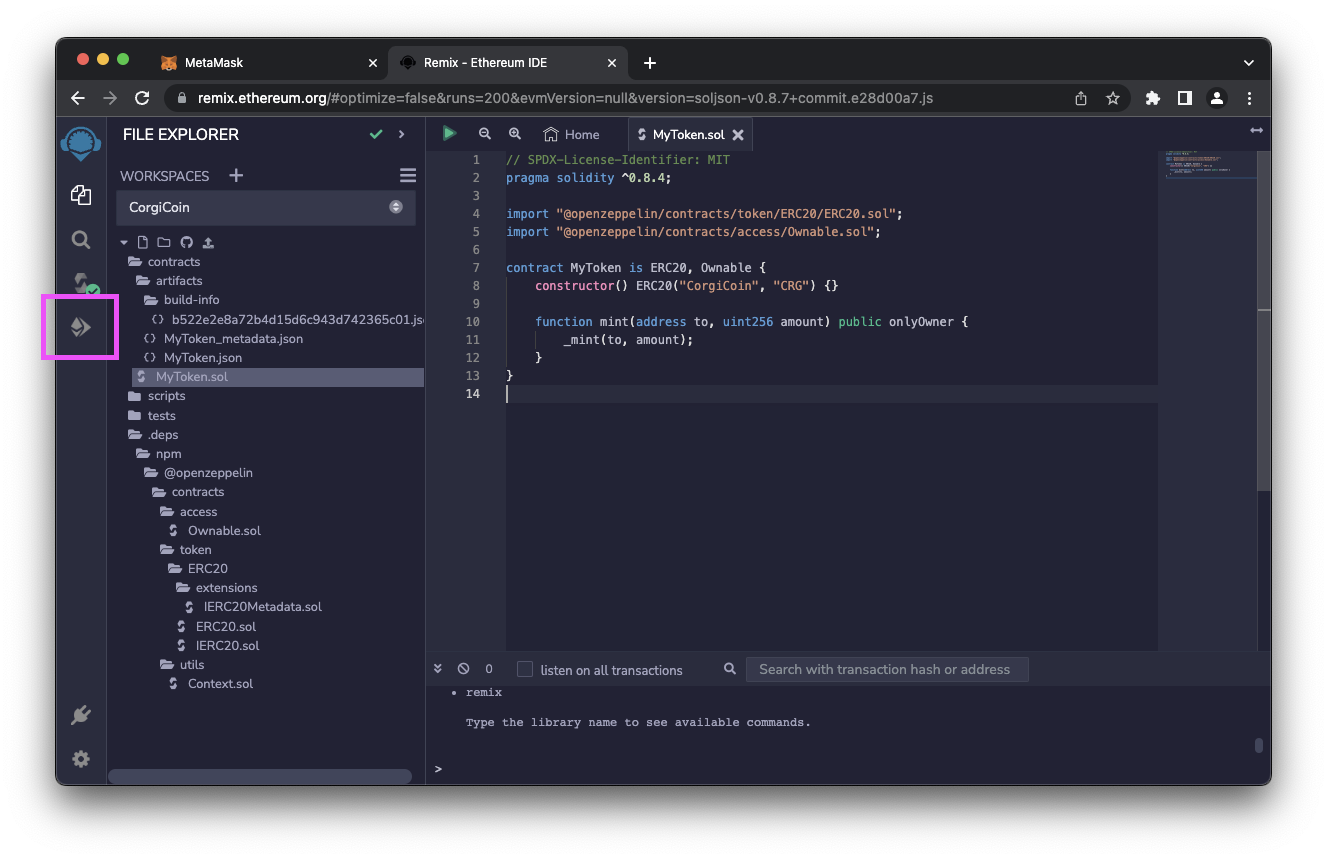 MetaMask
Remix - Ethereum IDE
remix.ethereum.org/#optimize=false&runs=200&evmVersion=null&version=soljson-v0.8.7+commit.e28d00a7.js
FILE EXPLORER
WORKSPACES
CorgiCoin
contracts
artifacts
build-info
b522e2e8a72b4d15d6c943d742365c01.js
MyToken_metadata.json
MyToken.json
MyToken.sol
scripts
tests
.deps
npm
@openzeppelin
contracts
access
Ownable.sol
token
ERC20
extensions
IERC20Metadata.sol
ERC20.sol
IERC20.sol
utils
Context.sol
Home
MyToken.sol
1 // SPDX-License-Identifier: MIT
2 pragma solidity ^0.8.4;
3
4 import "@openzeppelin/contracts/token/ERC20/ERC20.sol";
5 import "@openzeppelin/contracts/access/Ownable.sol";
6
7 contract MyToken is ERC20, Ownable {
8 constructor() ERC20("CorgiCoin", "CRG") {}
9
10 function mint(address to, uint256 amount) public onlyOwner {
11 _mint(to, amount);
12 }
13 }
14
0 listen on all transactions Search with transaction hash or address
• remix
Type the library name to see available commands.
>